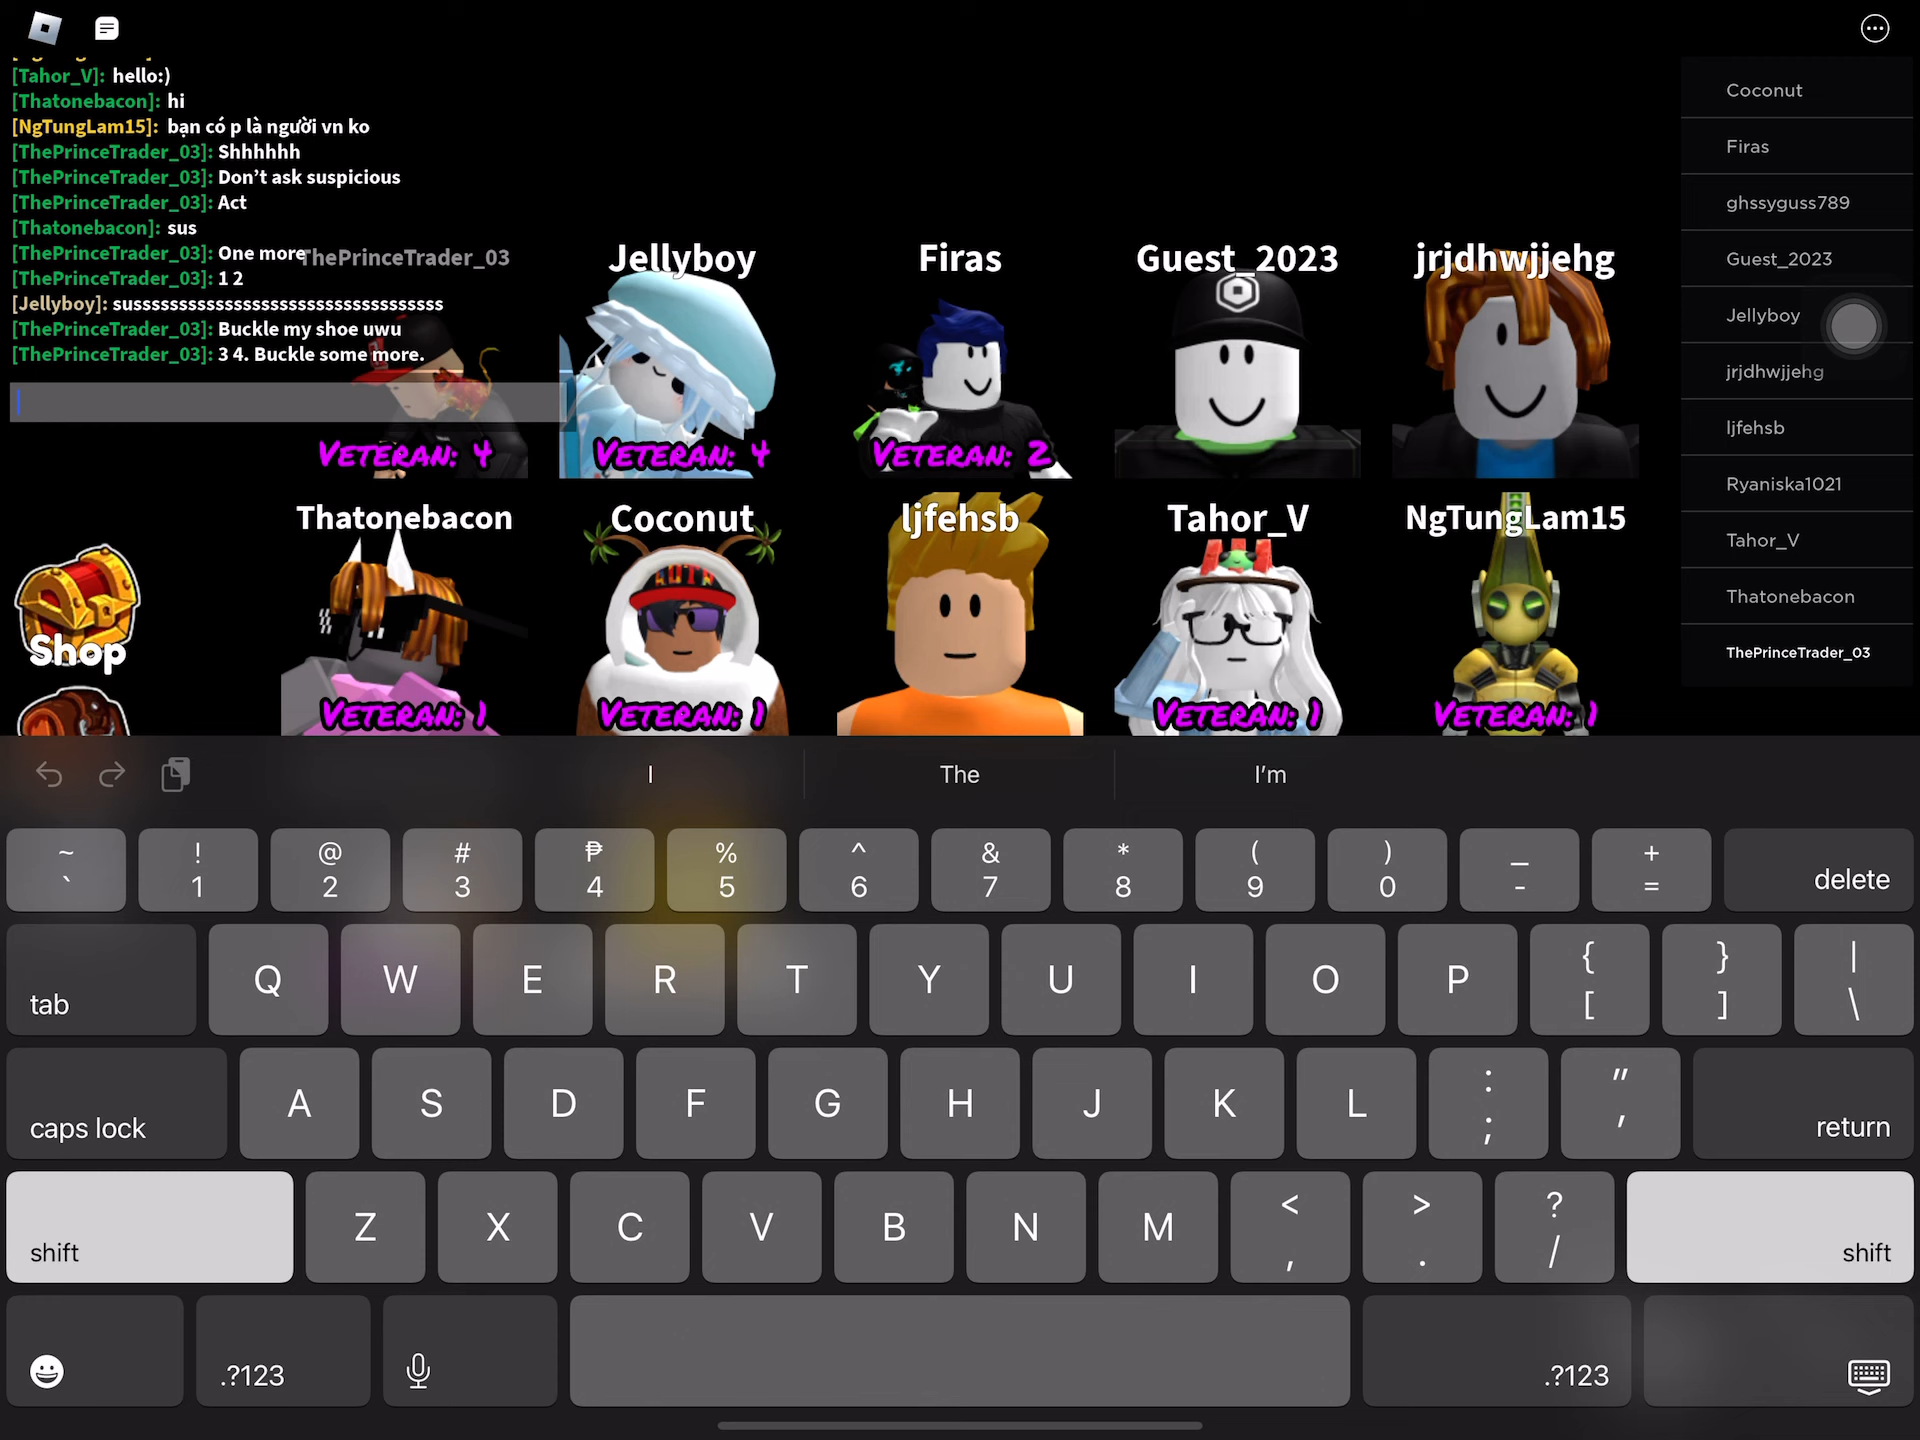 [Tahor_V]: hello:)
[Thatonebacon]: hi
[NgTungLam15]: bạn có p là người vn ko
[ThePrinceTrader_03]: Shhhhhh
[ThePrinceTrader_03]: Don't ask suspicious
[ThePrinceTrader_03]: Act
[Thatonebacon]: sus
[ThePrinceTrader_03]: One more
[ThePrinceTrader_03]: 1 2
[Jellyboy]: susssssssssssssssssssssssssssssssssss
[ThePrinceTrader_03]: Buckle my shoe uwu
[ThePrinceTrader_03]: 3 4. Buckle some more.
ThePrinceTrader_03
Jellyboy
Firas
Guest_2023
jrjdhwjjehg
VETERAN: 4
VETERAN: 4
VETERAN: 2
Thatonebacon
Coconut
ljfehsb
Tahor_V
NgTungLam15
VETERAN: 1
VETERAN: 1
VETERAN: 1
VETERAN: 1
Shop
Coconut
Firas
ghssyguss789
Guest_2023
Jellyboy
jrjdhwjjehg
ljfehsb
Ryaniska1021
Tahor_V
Thatonebacon
ThePrinceTrader_03
I The I'm
~ ! @ # ₱ % ^ & * ( ) _ +
` 1 2 3 4 5 6 7 8 9 0 - = delete
tab Q W E R T Y U I O P { [ } ] | \
caps lock A S D F G H J K L : ; " ' return
shift Z X C V B N M < , > . ? / shift
.?123 .?123